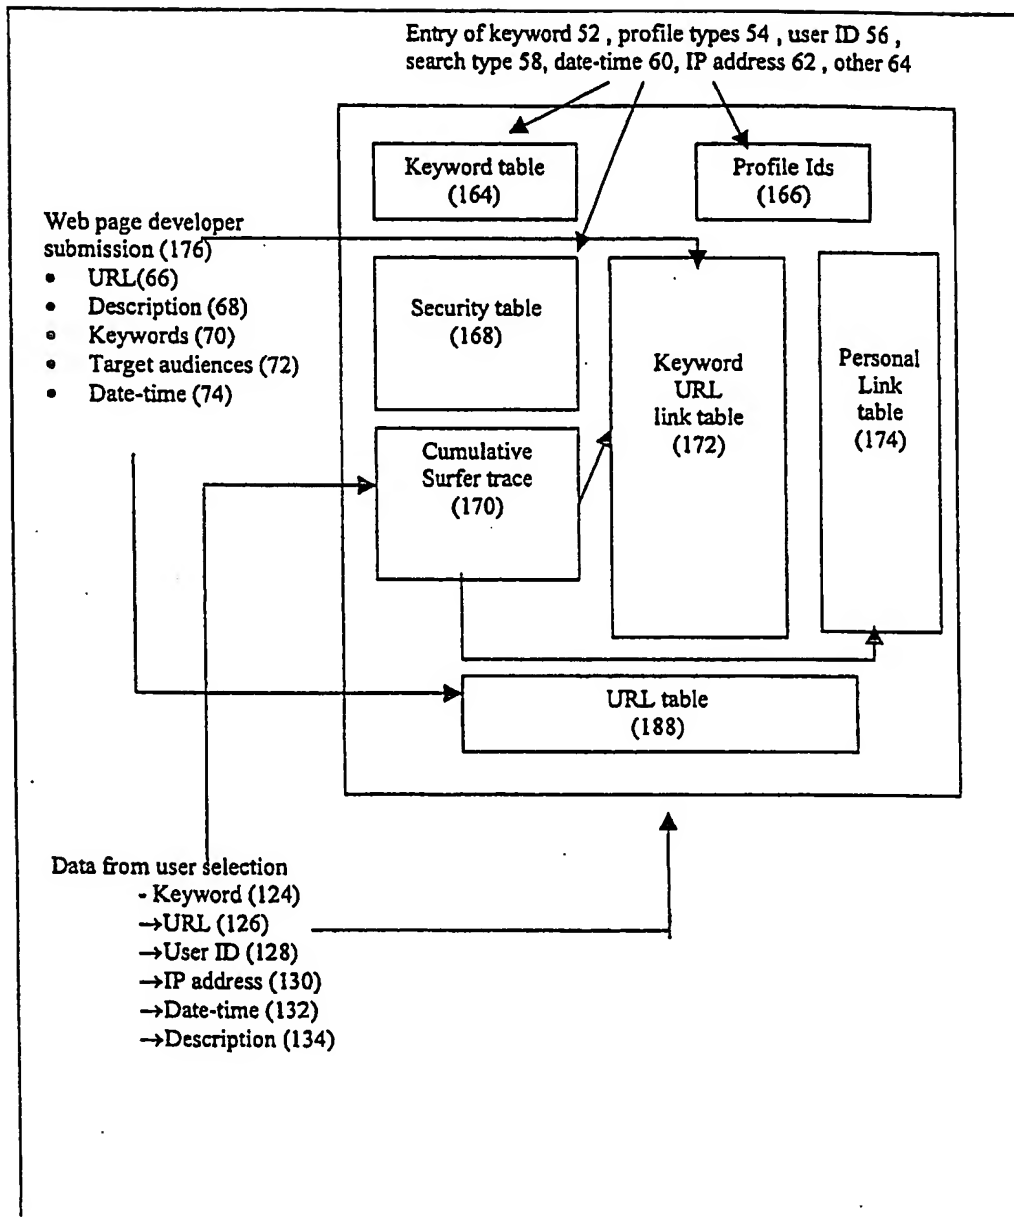 Entry of keyword 52 , profile types 54 , user ID 56 ,
search type 58, date-time 60, IP address 62 , other 64
Keyword table
(164)
Profile Ids
(166)
Web page developer
submission (176)
• URL(66)
• Description (68)
• Keywords (70)
• Target audiences (72)
• Date-time (74)
Security table
(168)
Keyword
URL
link table
(172)
Personal
Link
table
(174)
Cumulative
Surfer trace
(170)
URL table
(188)
Data from user selection
- Keyword (124)
→URL (126)
→User ID (128)
→IP address (130)
→Date-time (132)
→Description (134)